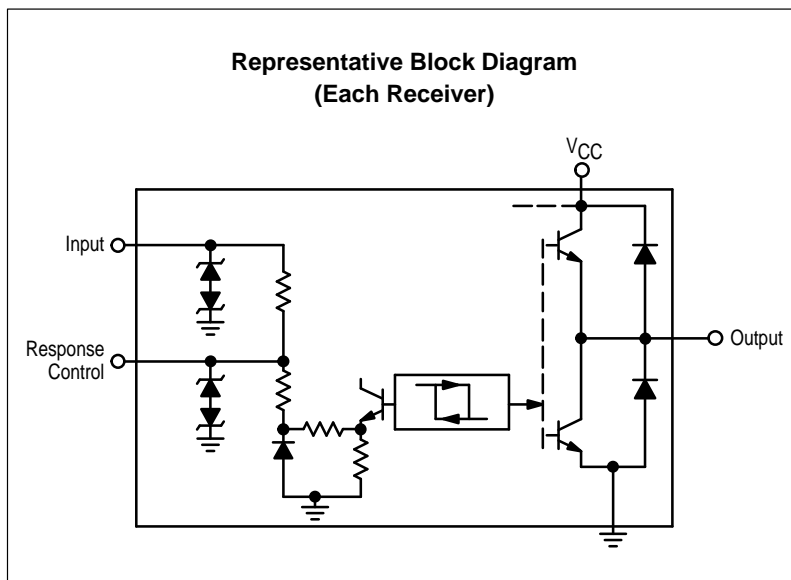 Representative Block Diagram
(Each Receiver)
VCC
Input
Response
Control
Output